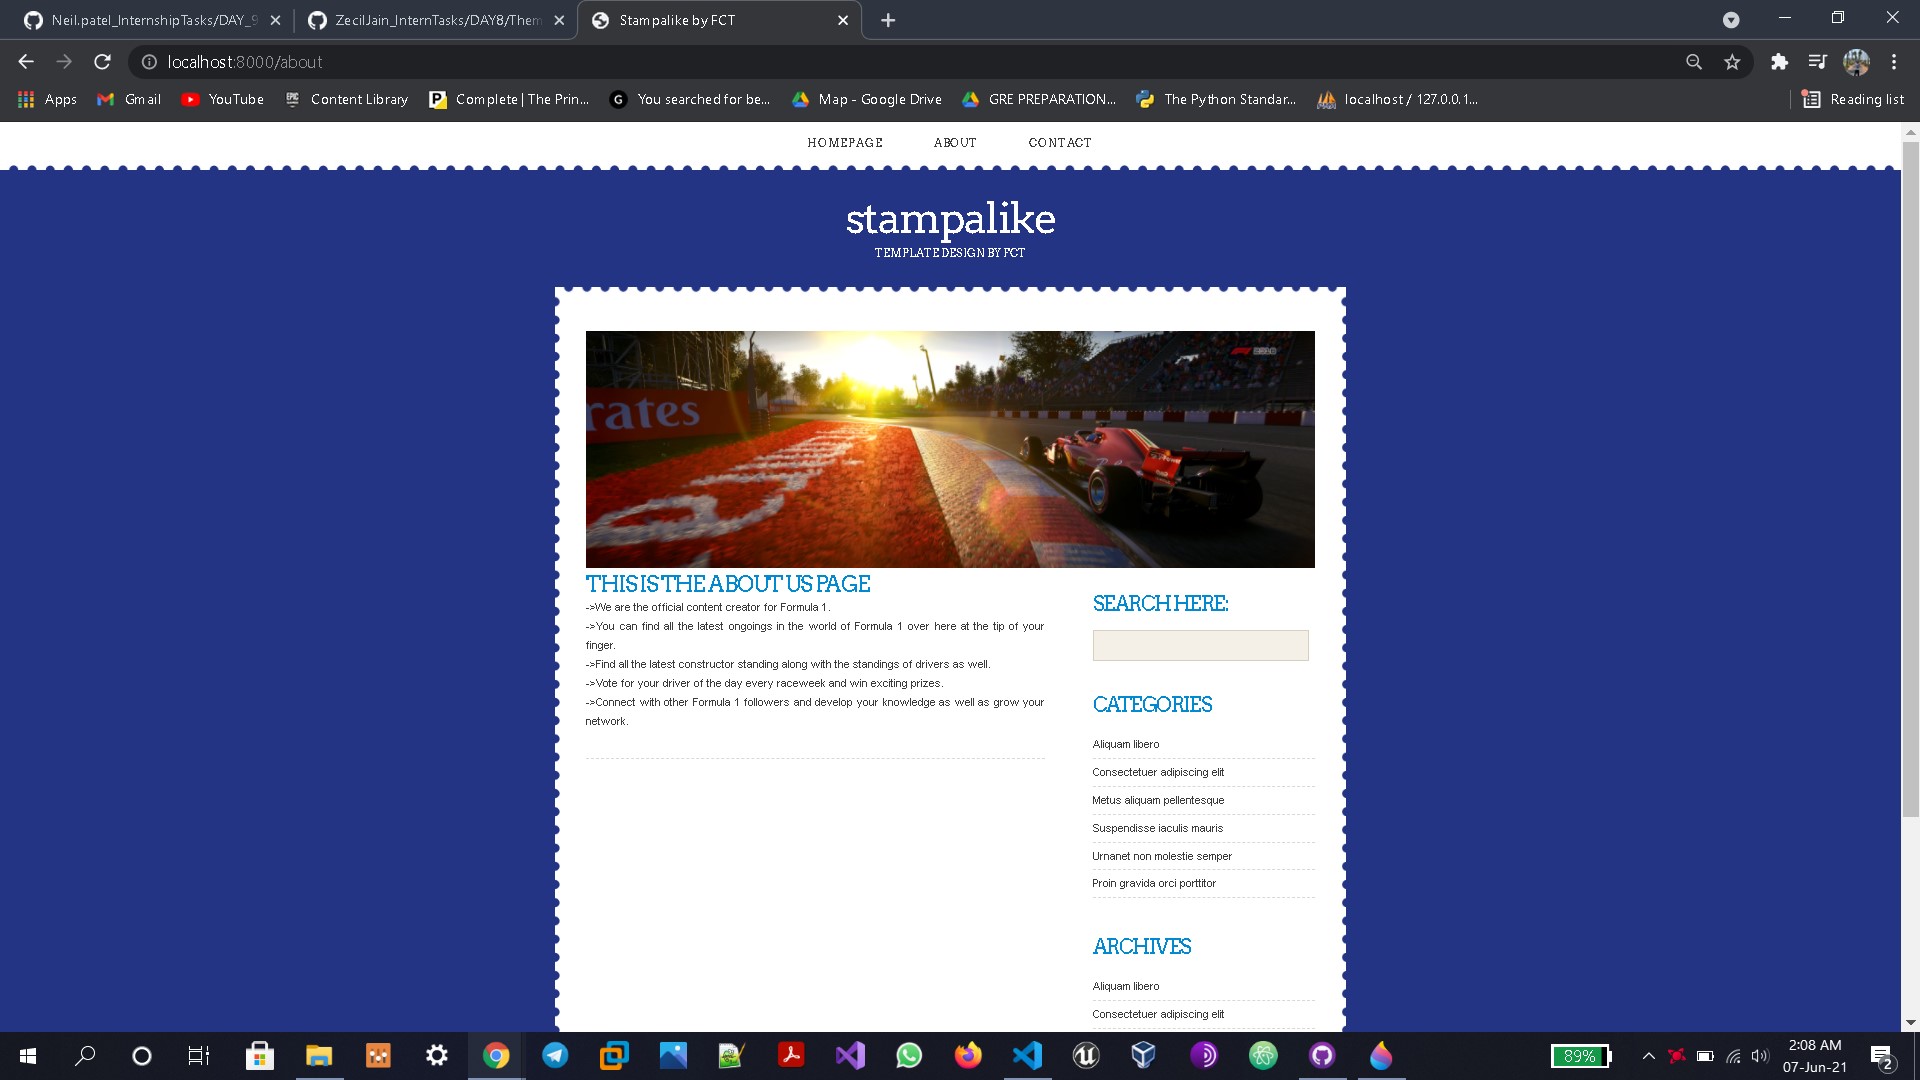 Neil.patel_InternshipTasks/DAY_9
ZeciiJain_InternTasks/DAY8/Them
Stampalike by FCT
localhost:8000/about
Apps
Gmail
YouTube
EPIC
Content Library
Complete | The Prin...
G
You searched for be...
Map - Google Drive
GRE PREPARATION...
The Python Standar...
localhost / 127.0.0.1...
Reading list
HOMEPAGE
ABOUT
CONTACT
stampalike
TEMPLATE DESIGN BY FCT
rates
THIS IS THE ABOUT US PAGE
->We are the official content creator for Formula 1.
->You can find all the latest ongoings in the world of Formula 1 over here at the tip of your
finger.
->Find all the latest constructor standing along with the standings of drivers as well.
->Vote for your driver of the day every raceweek and win exciting prizes.
->Connect with other Formula 1 followers and develop your knowledge as well as grow your
network.
SEARCH HERE:
CATEGORIES
Aliquam libero
Consectetuer adipiscing elit
Metus aliquam pellentesque
Suspendisse iaculis mauris
Urnanet non molestie semper
Proin gravida orci porttitor
ARCHIVES
Aliquam libero
Consectetuer adipiscing elit
89%
2:08 AM
07-Jun-21
2